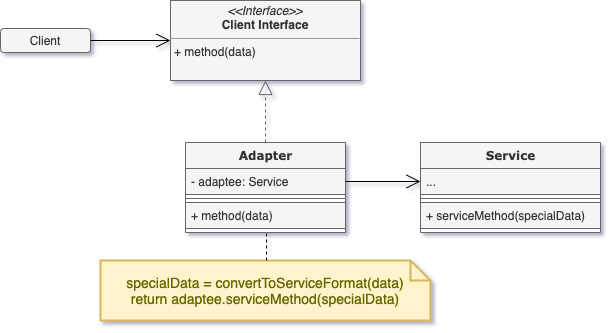 <<Interface>>
Client Interface
Client
+ method(data)
Adapter
- adaptee: Service
+ method(data)
Service
...
+ serviceMethod(specialData)
specialData = convertToServiceFormat(data)
return adaptee.serviceMethod(specialData)